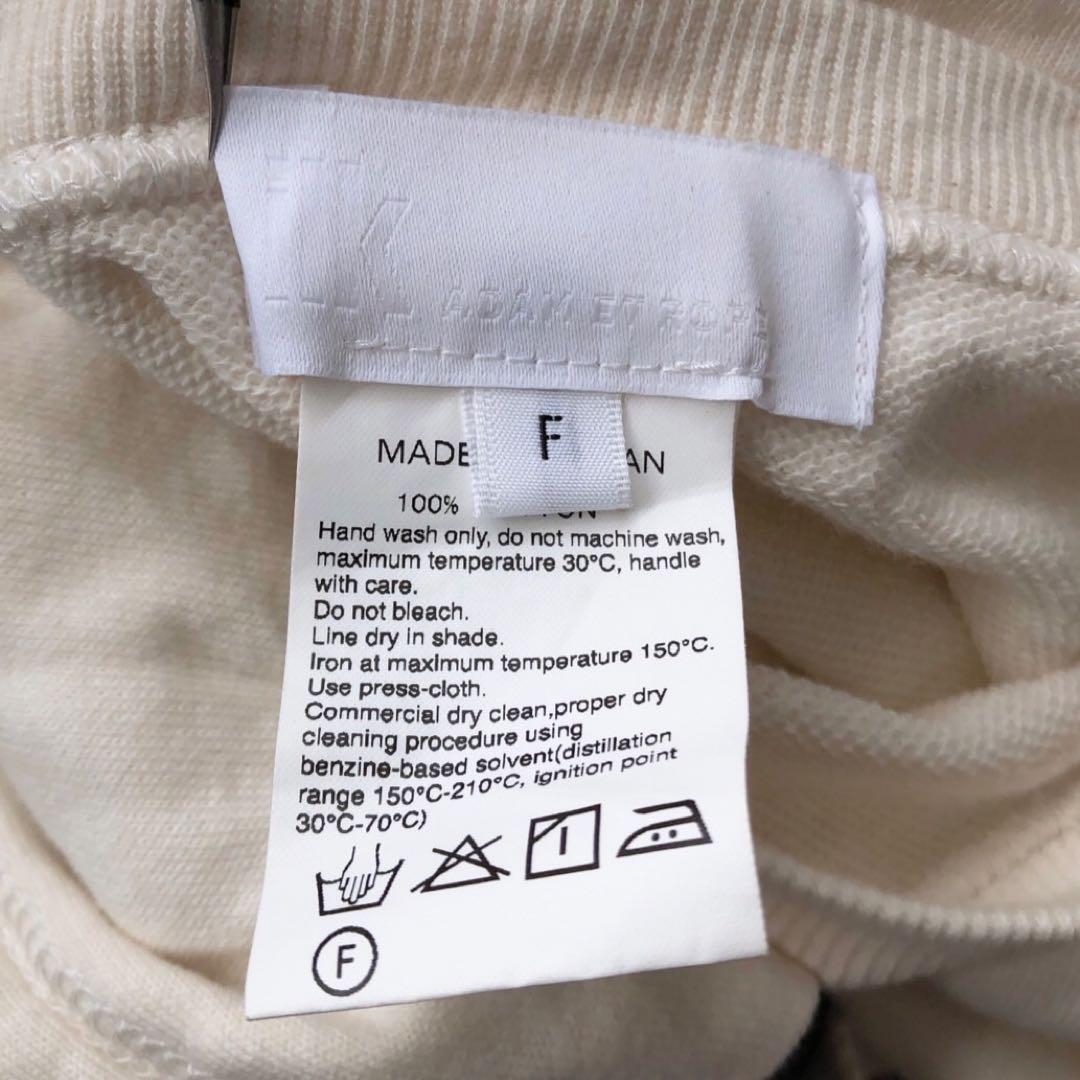 ADAM ET ROPÉ
F
MADE
AN
100%
Hand wash only, do not machine wash,
maximum temperature 30°C, handle
with care.
Do not bleach.
Line dry in shade.
Iron at maximum temperature 150°C.
Use press-cloth.
Commercial dry clean,proper dry
cleaning procedure using
benzine-based solvent(distillation
range 150°C-210°C, ignition point
30°C-70°C)
F